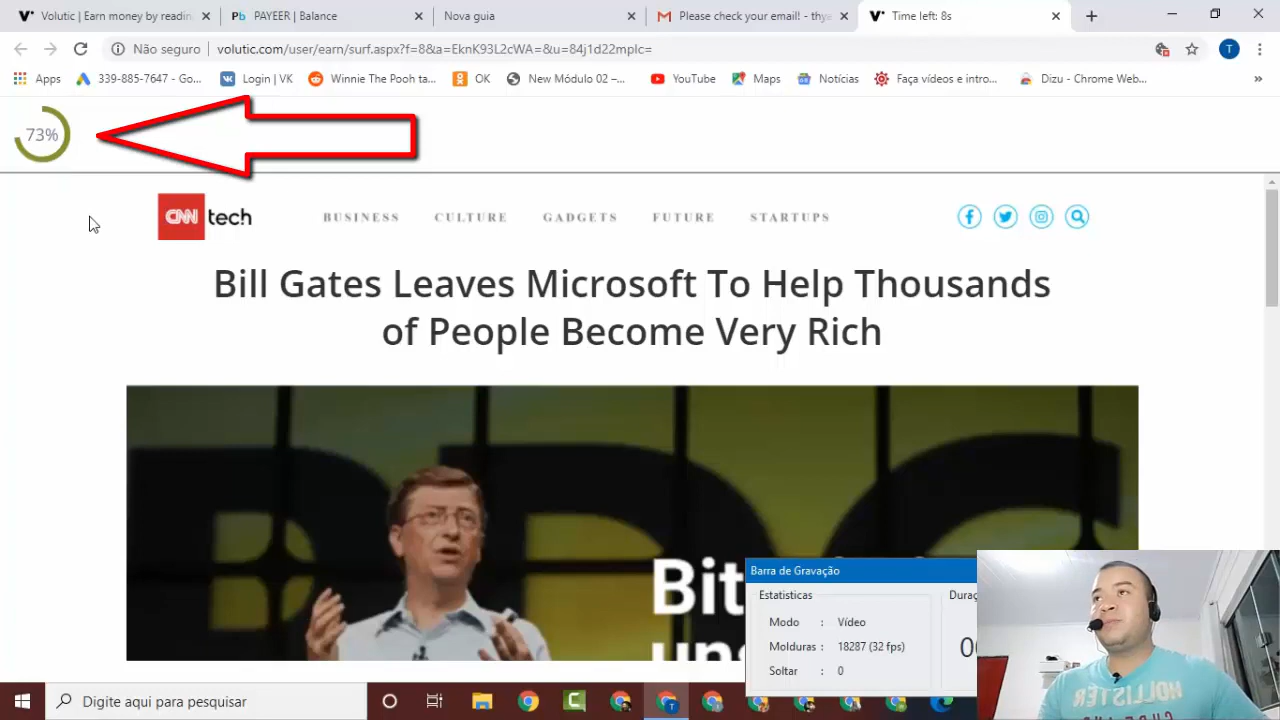 Volutic | Earn money by re
PAYEER | Balance
Nova guia
Please check your email! - thya
Time left: 8s
Não seguro
volutic.com/user/earn/surf.aspx?f=8&a=EknK93L2cWA=&u=84j1d22mplc=
Apps
339-885-7647 - Go...
Login | VK
Winnie The Pooh ta...
OK
New Módulo 02 –...
YouTube
Maps
Notícias
Faça vídeos e intro...
Dizu - Chrome Web...
73%
CNN tech
BUSINESS
CULTURE
GADGETS
FUTURE
STARTUPS
Bill Gates Leaves Microsoft To Help Thousands
of People Become Very Rich
Bit
Barra de Gravação
Estatisticas
Modo : Vídeo
Molduras : 18287 (32 fps)
Soltar : 0
HOLLISTER
Digite aqui para pesquisar